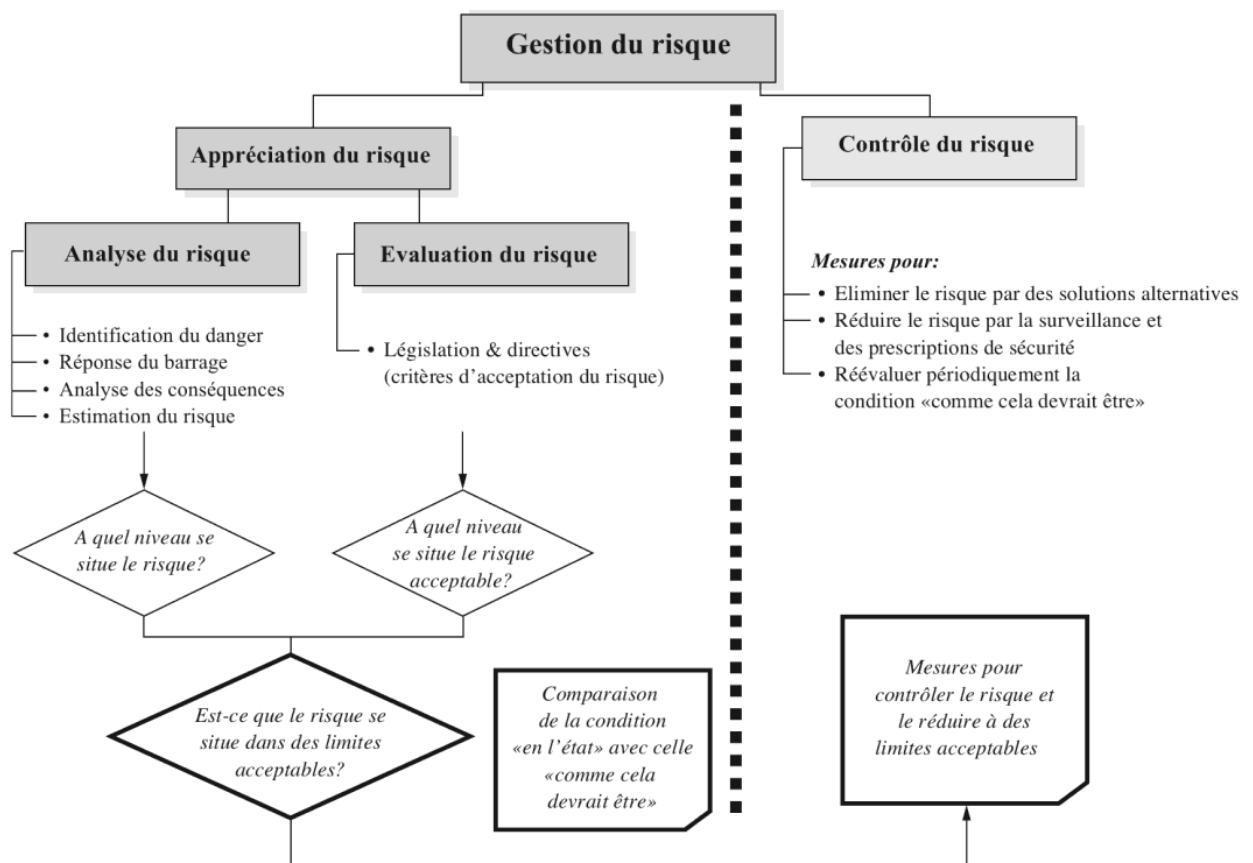 Gestion du risque
Appréciation du risque
Contrôle du risque
Analyse du risque
Evaluation du risque
• Identification du danger
• Réponse du barrage
• Analyse des conséquences
• Estimation du risque
• Législation & directives
(critères d’acceptation du risque)
Mesures pour:
• Eliminer le risque par des solutions alternatives
• Réduire le risque par la surveillance et
des prescriptions de sécurité
• Réévaluer périodiquement la
condition «comme cela devrait être»
A quel niveau se
situe le risque?
A quel niveau
se situe le risque
acceptable?
Est-ce que le risque se
situe dans des limites
acceptables?
Comparaison
de la condition
«en l’état» avec celle
«comme cela
devrait être»
Mesures pour
contrôler le risque et
le réduire à des
limites acceptables